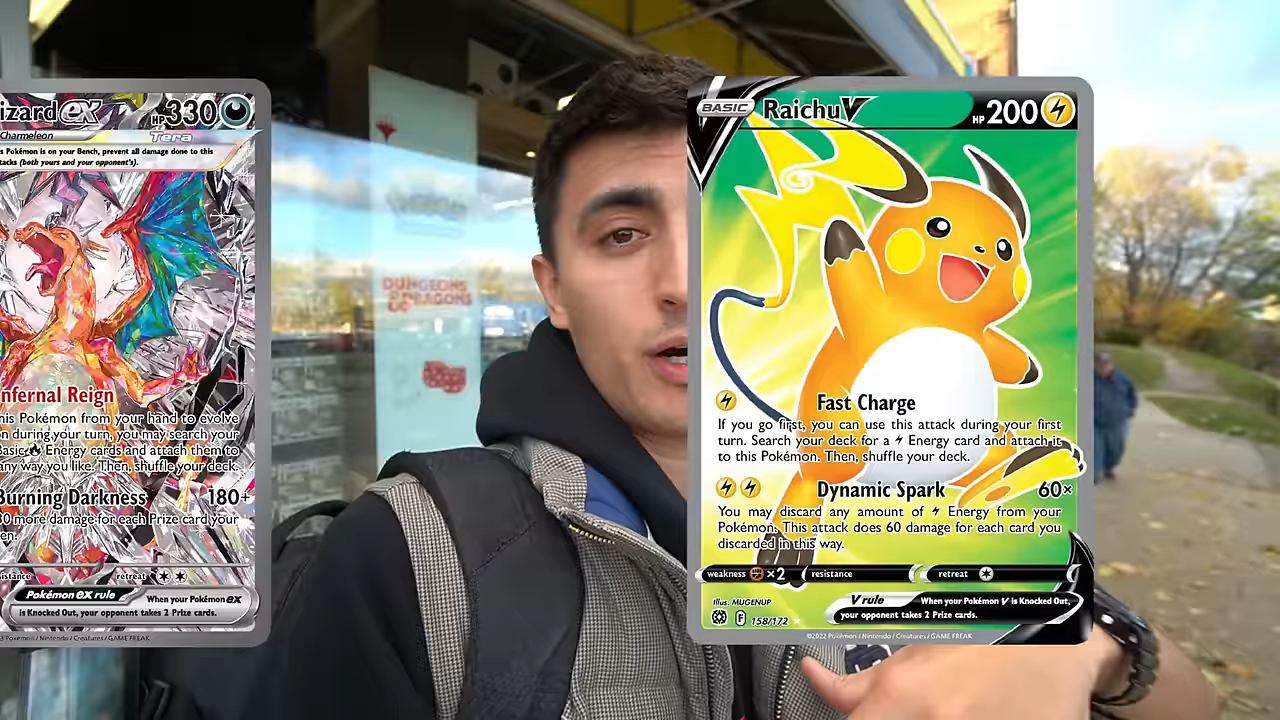 izard ex HP 330
Charmeleon
Tera
s Pokémon is on your Bench, prevent all damage done to this
tacks (both yours and your opponent's).
nfernal Reign
his Pokémon from your hand to evolve
n during your turn, you may search your
Basic Energy cards and attach them to
any way you like. Then, shuffle your deck.
Burning Darkness 180+
30 more damage for each Prize card your
en.
sistance retreat
Pokémon ex rule When your Pokémon ex
is Knocked Out, your opponent takes 2 Prize cards.
3 Pokémon / Nintendo / Creatures / GAME FREAK
DUNGEONS
& DRAGONS
BASIC Raichu V HP 200
Fast Charge
If you go first, you can use this attack during your first
turn. Search your deck for a Energy card and attach it
to this Pokémon. Then, shuffle your deck.
Dynamic Spark 60×
You may discard any amount of Energy from your
Pokémon. This attack does 60 damage for each card you
discarded in this way.
weakness ×2 resistance retreat
Illus. MUGENUP
V rule When your Pokémon V is Knocked Out,
your opponent takes 2 Prize cards.
F 158/172
©2022 Pokémon / Nintendo / Creatures / GAME FREAK